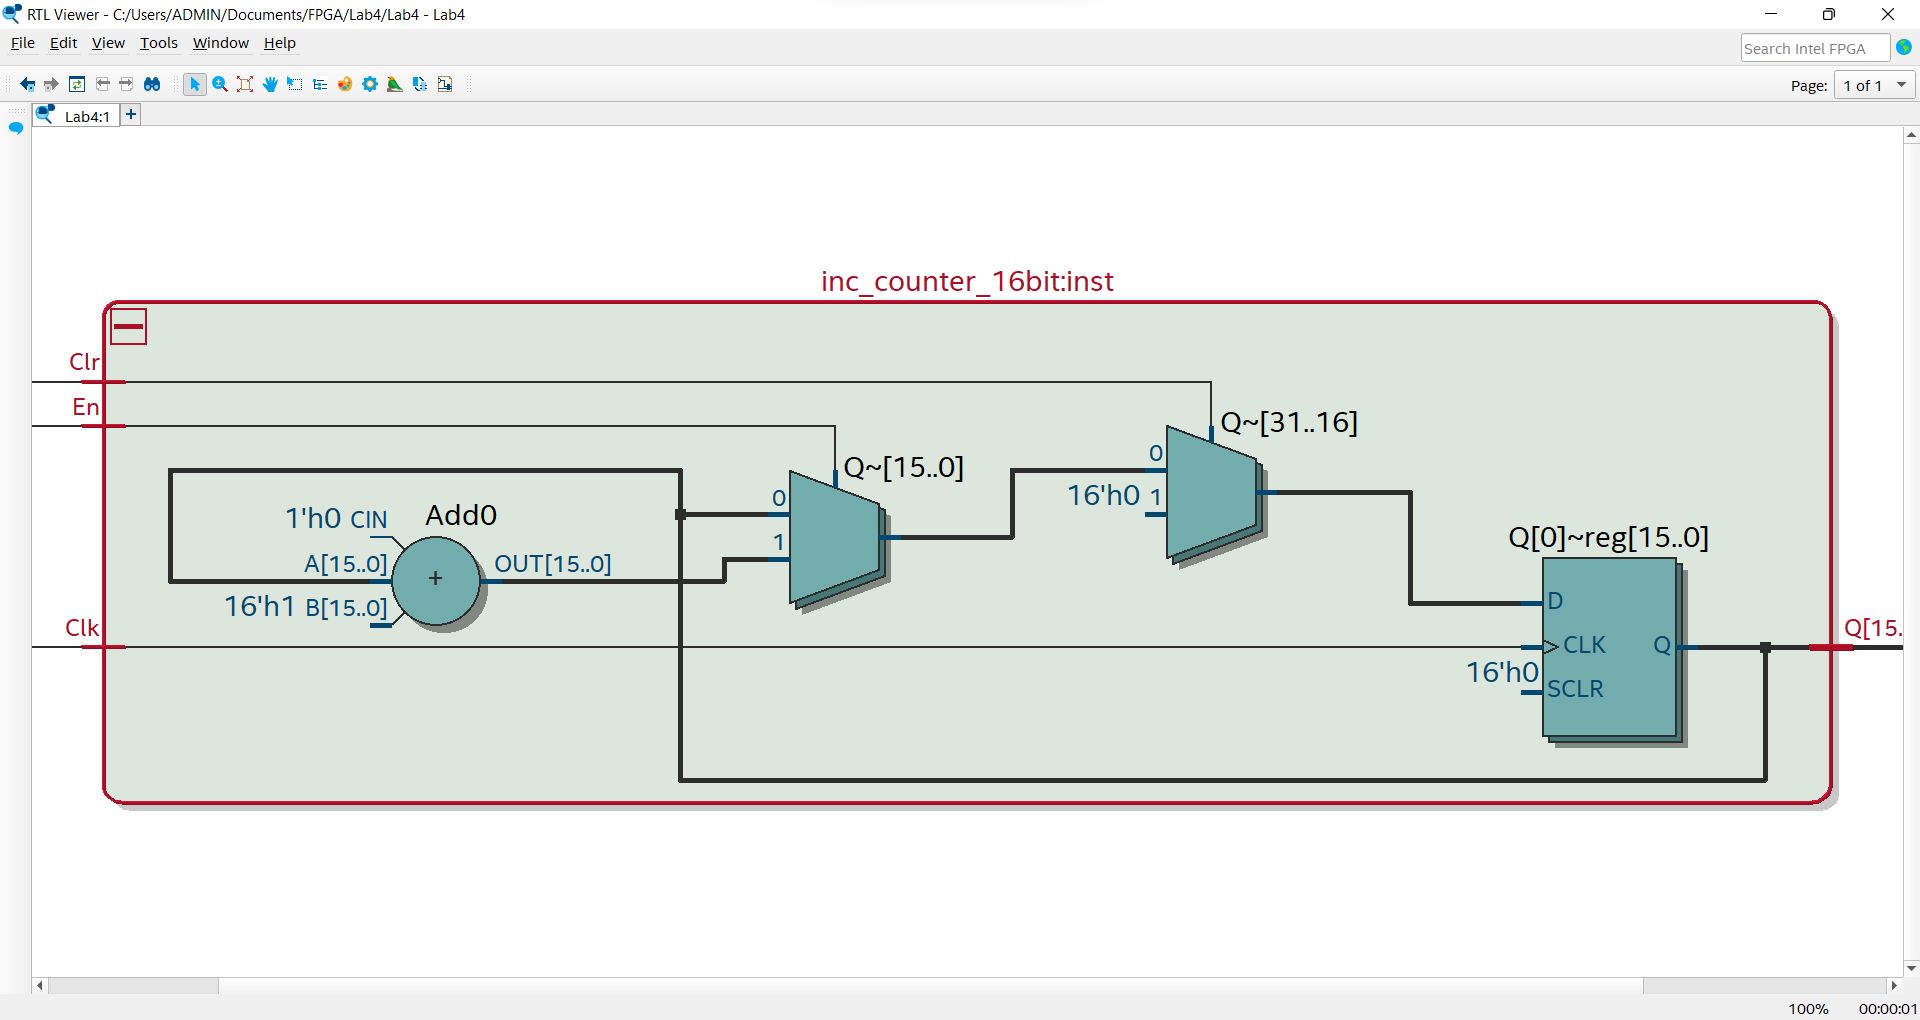 RTL Viewer - C:/Users/ADMIN/Documents/FPGA/Lab4/Lab4 - Lab4
File Edit View Tools Window Help
Search Intel FPGA
Page: 1 of 1
Lab4:1 +
inc_counter_16bit:inst
Clr
En
Q~[31..16]
0
16'h0 1
Q~[15..0]
0
1
1'h0 CIN
Add0
A[15..0]
+
OUT[15..0]
16'h1 B[15..0]
Clk
Q[0]~reg[15..0]
D
CLK
Q
16'h0
SCLR
Q[15.
100% 00:00:01